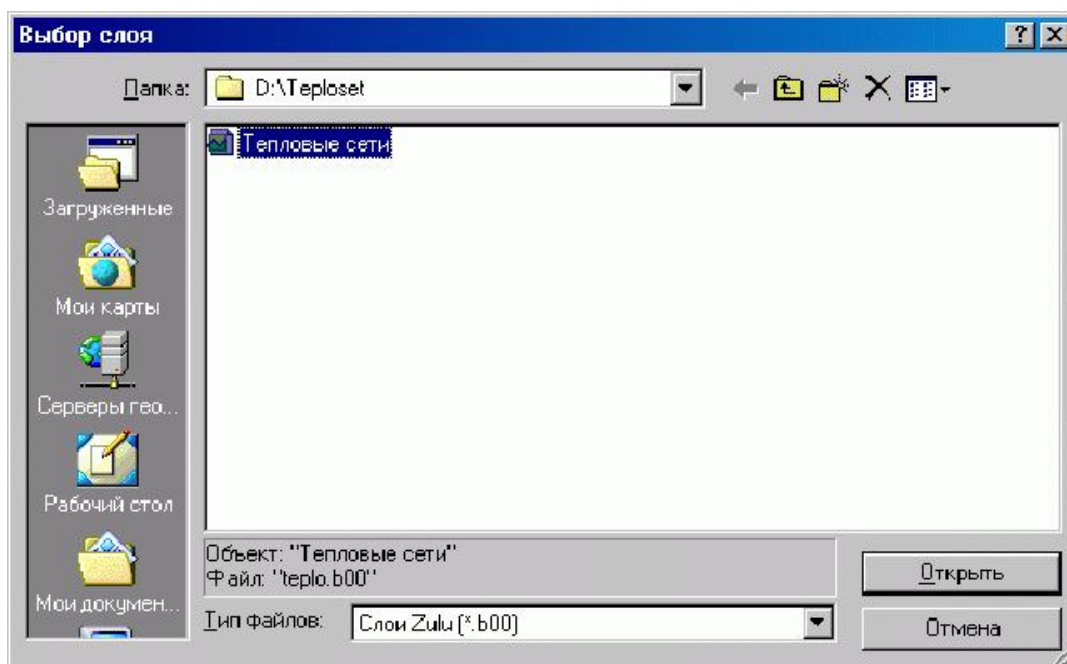 Выбор слоя
Папка: D:\Teploset
Тепловые сети
Загруженные
Мои карты
Серверы гео...
Рабочий стол
Мои докумен...
Объект: "Тепловые сети"
Файл: "teplo.b00"
Тип файлов: Слои Zulu (*.b00)
Открыть
Отмена